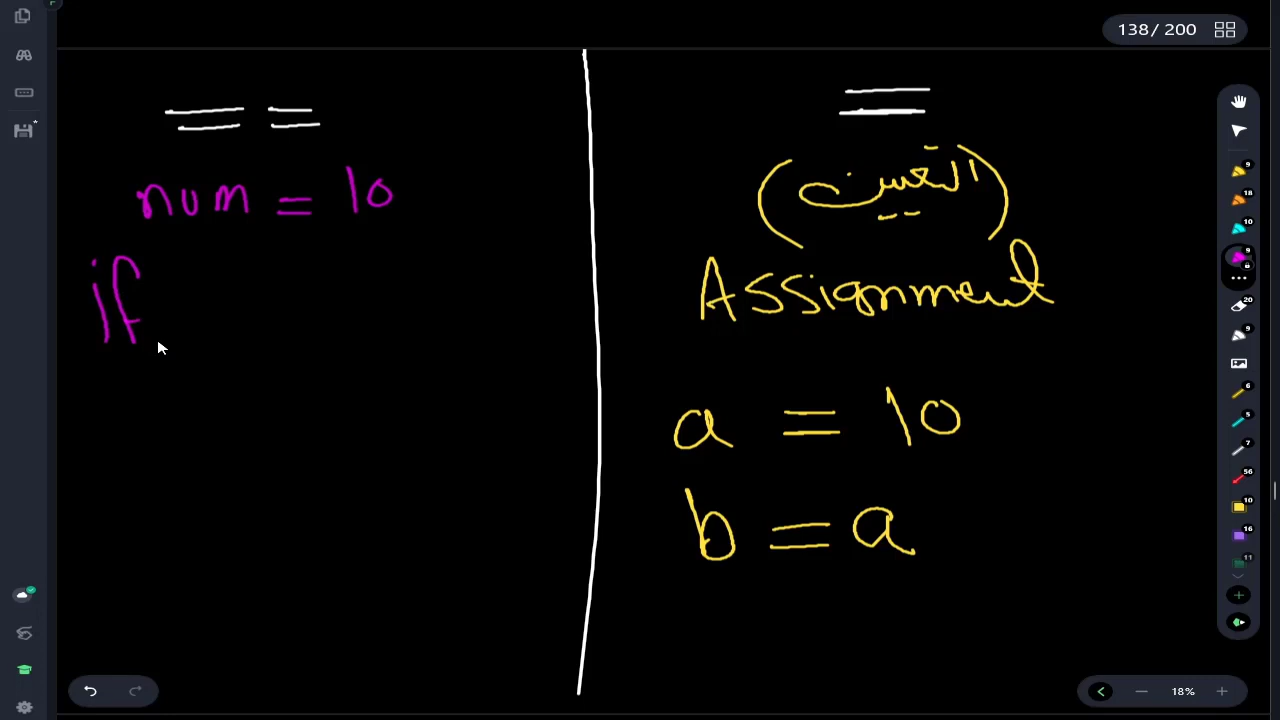 138/ 200
==
num = 10
if
=
(التعيين)
Assignment
a = 10
b = a
18%